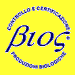 CONTROLLO E CERTIFICAZIONE
βιος
PRODUZIONI BIOLOGICHE